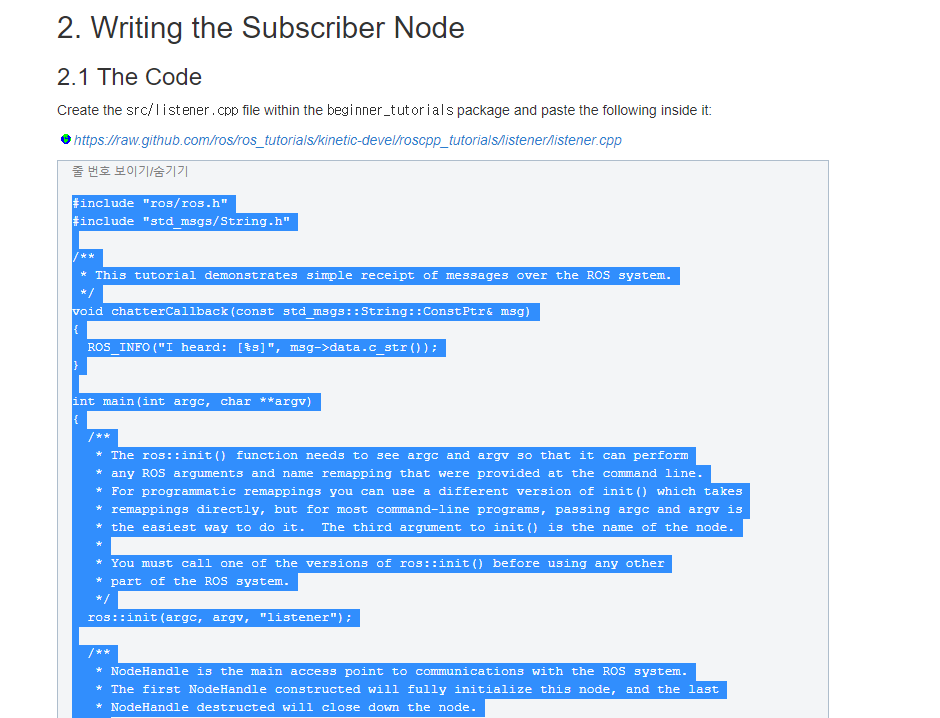 2. Writing the Subscriber Node
2.1 The Code
Create the src/listener.cpp file within the beginner_tutorials package and paste the following inside it:
https://raw.github.com/ros/ros_tutorials/kinetic-devel/roscpp_tutorials/listener/listener.cpp
줄 번호 보이기/숨기기
#include "ros/ros.h"
#include "std_msgs/String.h"
/**
 * This tutorial demonstrates simple receipt of messages over the ROS system.
 */
void chatterCallback(const std_msgs::String::ConstPtr& msg)
{
  ROS_INFO("I heard: [%s]", msg->data.c_str());
}
int main(int argc, char **argv)
{
  /**
   * The ros::init() function needs to see argc and argv so that it can perform
   * any ROS arguments and name remapping that were provided at the command line.
   * For programmatic remappings you can use a different version of init() which takes
   * remappings directly, but for most command-line programs, passing argc and argv is
   * the easiest way to do it.  The third argument to init() is the name of the node.
   *
   * You must call one of the versions of ros::init() before using any other
   * part of the ROS system.
   */
  ros::init(argc, argv, "listener");
  /**
   * NodeHandle is the main access point to communications with the ROS system.
   * The first NodeHandle constructed will fully initialize this node, and the last
   * NodeHandle destructed will close down the node.